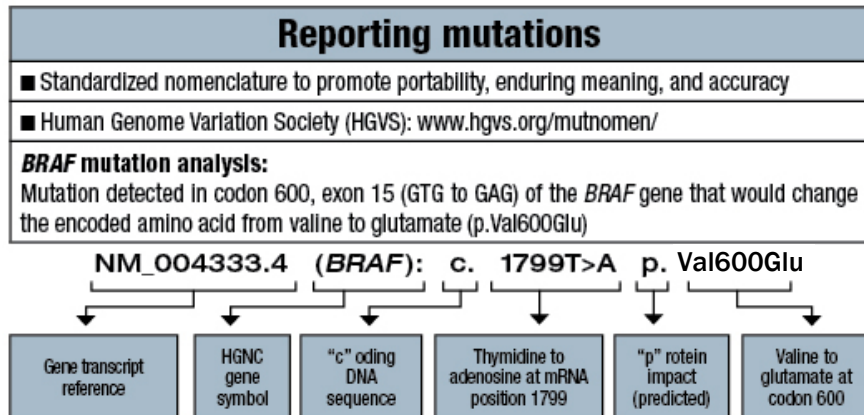 Reporting mutations
■ Standardized nomenclature to promote portability, enduring meaning, and accuracy
■ Human Genome Variation Society (HGVS): www.hgvs.org/mutnomen/
BRAF mutation analysis:
Mutation detected in codon 600, exon 15 (GTG to GAG) of the BRAF gene that would change
the encoded amino acid from valine to glutamate (p.Val600Glu)
NM_004333.4 (BRAF): c. 1799T>A p. Val600Glu
Gene transcript
reference
HGNC
gene
symbol
"c" oding
DNA
sequence
Thymidine to
adenosine at mRNA
position 1799
"p" rotein
impact
(predicted)
Valine to
glutamate at
codon 600